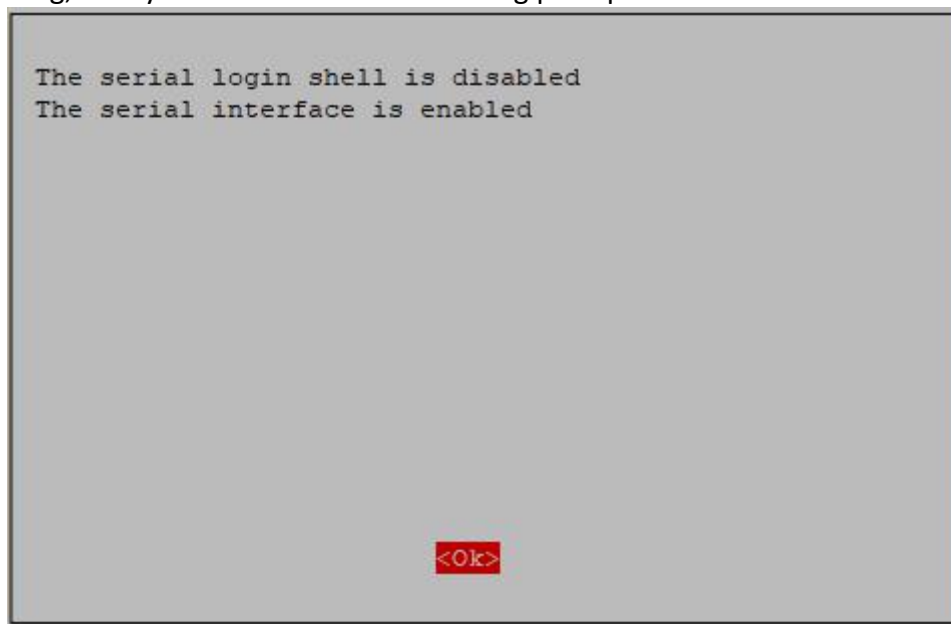 The serial login shell is disabled
The serial interface is enabled
<Ok>